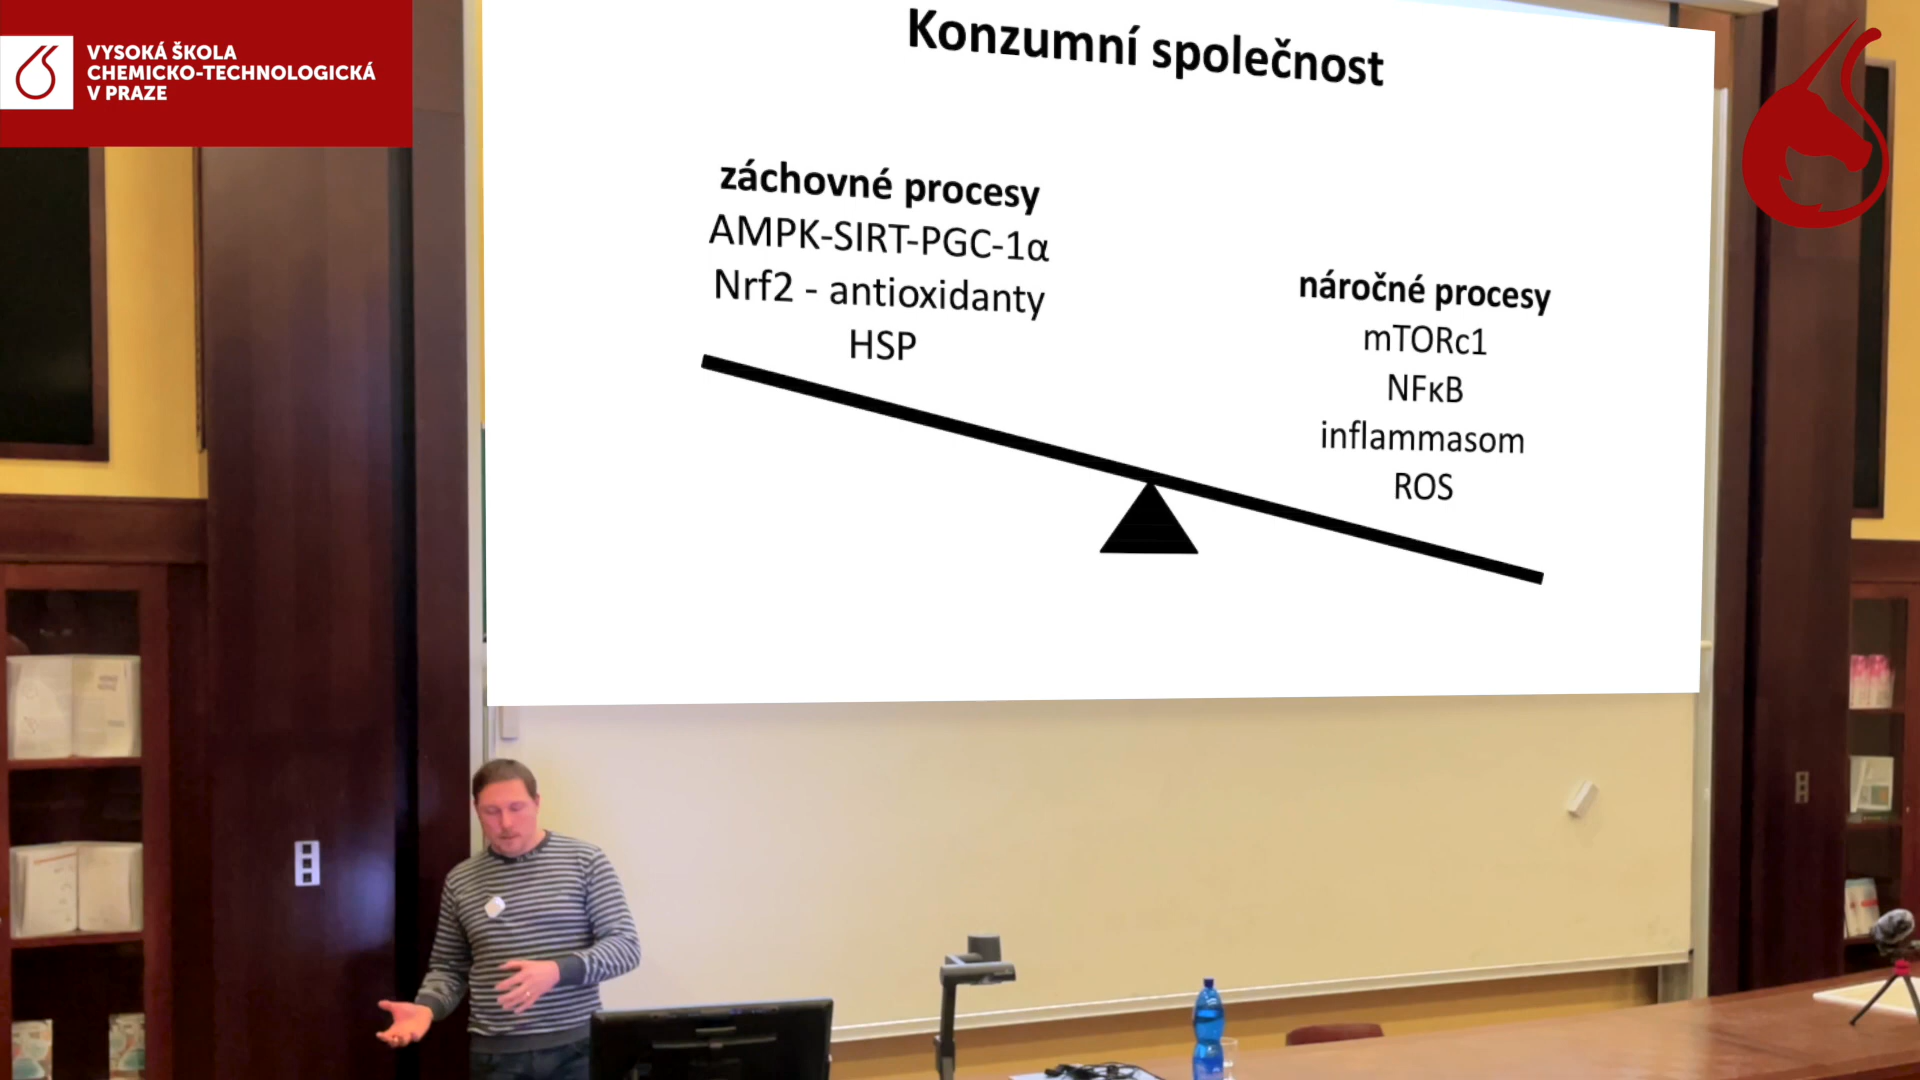 VYSOKÁ ŠKOLA
CHEMICKO-TECHNOLOGICKÁ
V PRAZE
Konzumní společnost
záchovné procesy
AMPK-SIRT-PGC-1α
Nrf2 - antioxidanty
HSP
náročné procesy
mTORc1
NFκB
inflammasom
ROS